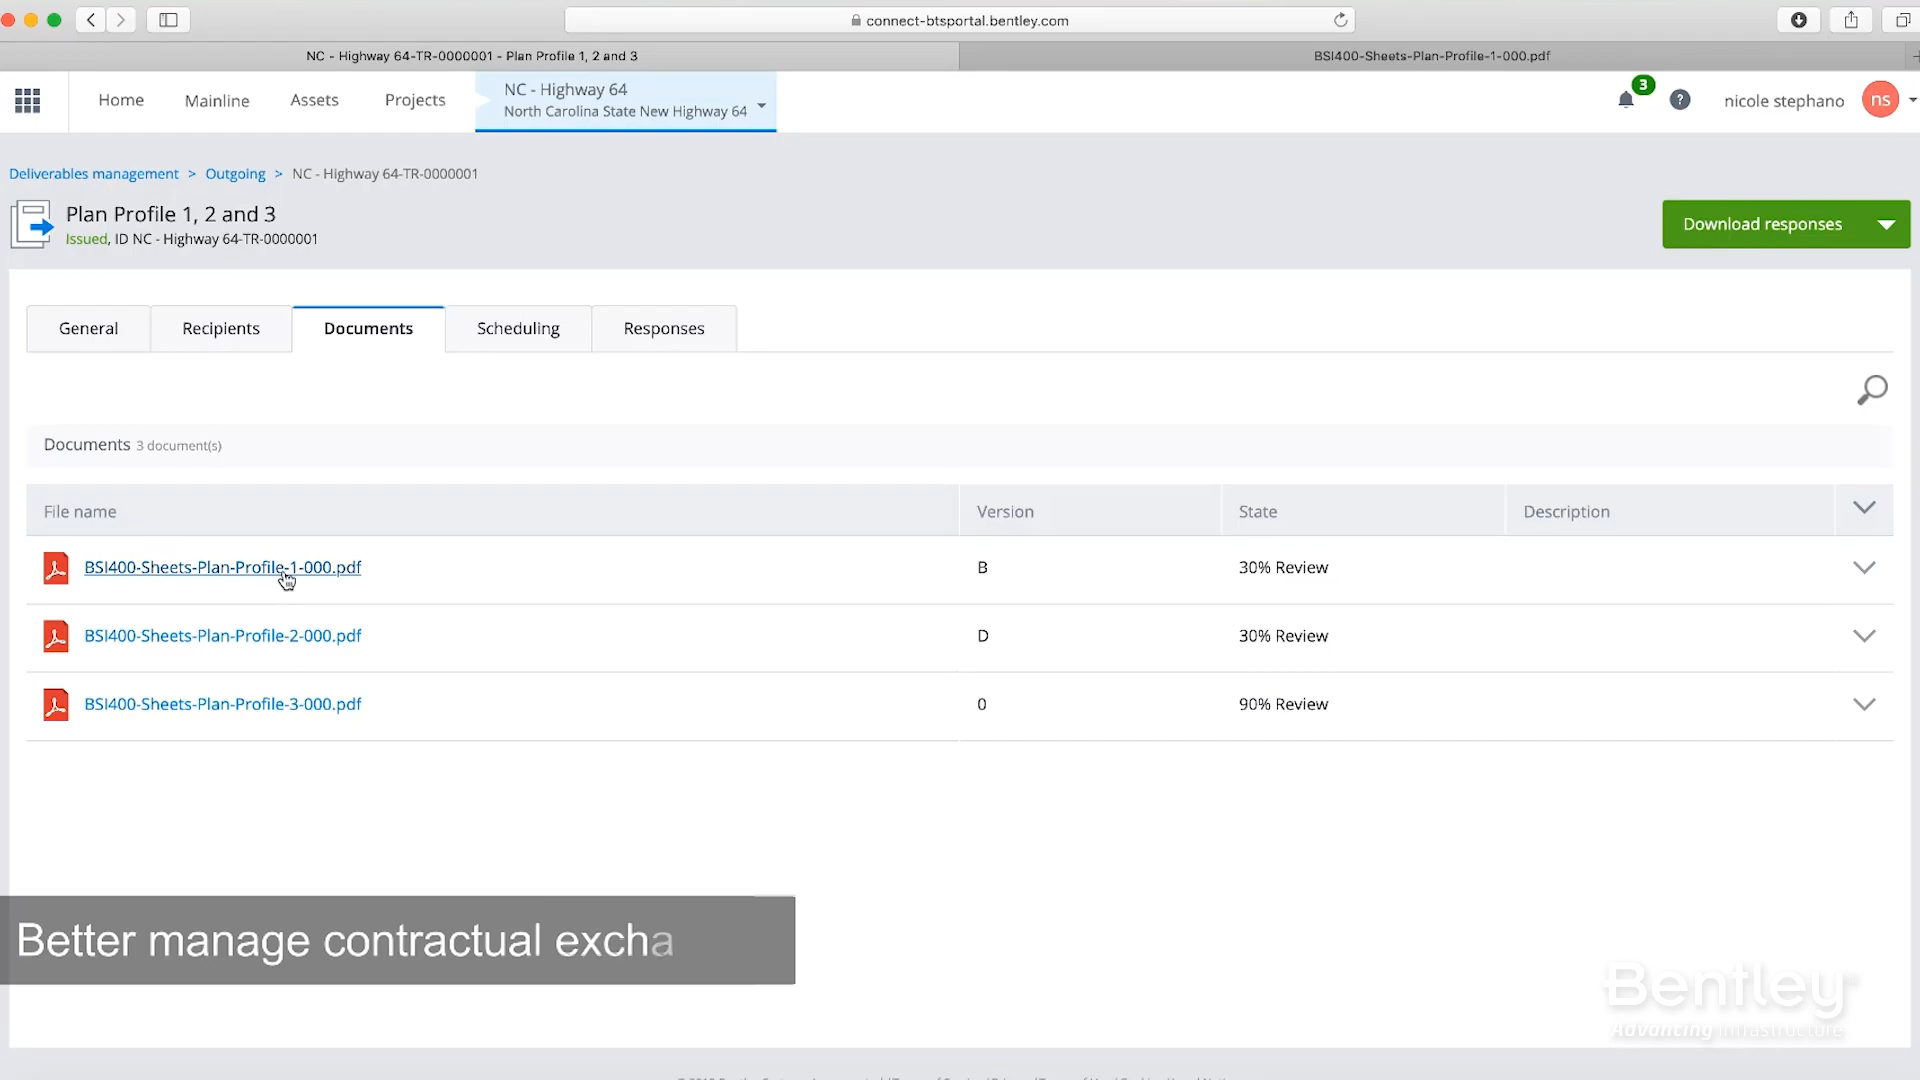 connect-btsportal.bentley.com
NC - Highway 64-TR-0000001 - Plan Profile 1, 2 and 3
BSI400-Sheets-Plan-Profile-1-000.pdf
Home
Mainline
Assets
Projects
NC - Highway 64
North Carolina State New Highway 64
3
?
nicole stephano
ns
Deliverables management > Outgoing > NC - Highway 64-TR-0000001
Plan Profile 1, 2 and 3
Issued, ID NC - Highway 64-TR-0000001
Download responses
General
Recipients
Documents
Scheduling
Responses
Documents 3 document(s)
File name Version State Description
BSI400-Sheets-Plan-Profile-1-000.pdf B 30% Review
BSI400-Sheets-Plan-Profile-2-000.pdf D 30% Review
BSI400-Sheets-Plan-Profile-3-000.pdf 0 90% Review
Better manage contractual excha
Bentley
Advancing Infrastructure